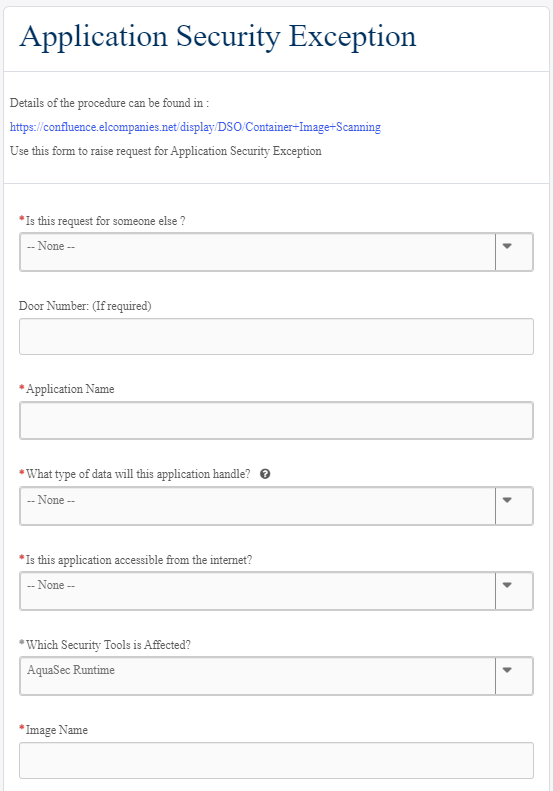 Application Security Exception
Details of the procedure can be found in :
https://confluence.elcompanies.net/display/DSO/Container+Image+Scanning
Use this form to raise request for Application Security Exception
*Is this request for someone else ?
-- None --
Door Number: (If required)
*Application Name
*What type of data will this application handle? ?
-- None --
*Is this application accessible from the internet?
-- None --
*Which Security Tools is Affected?
AquaSec Runtime
*Image Name